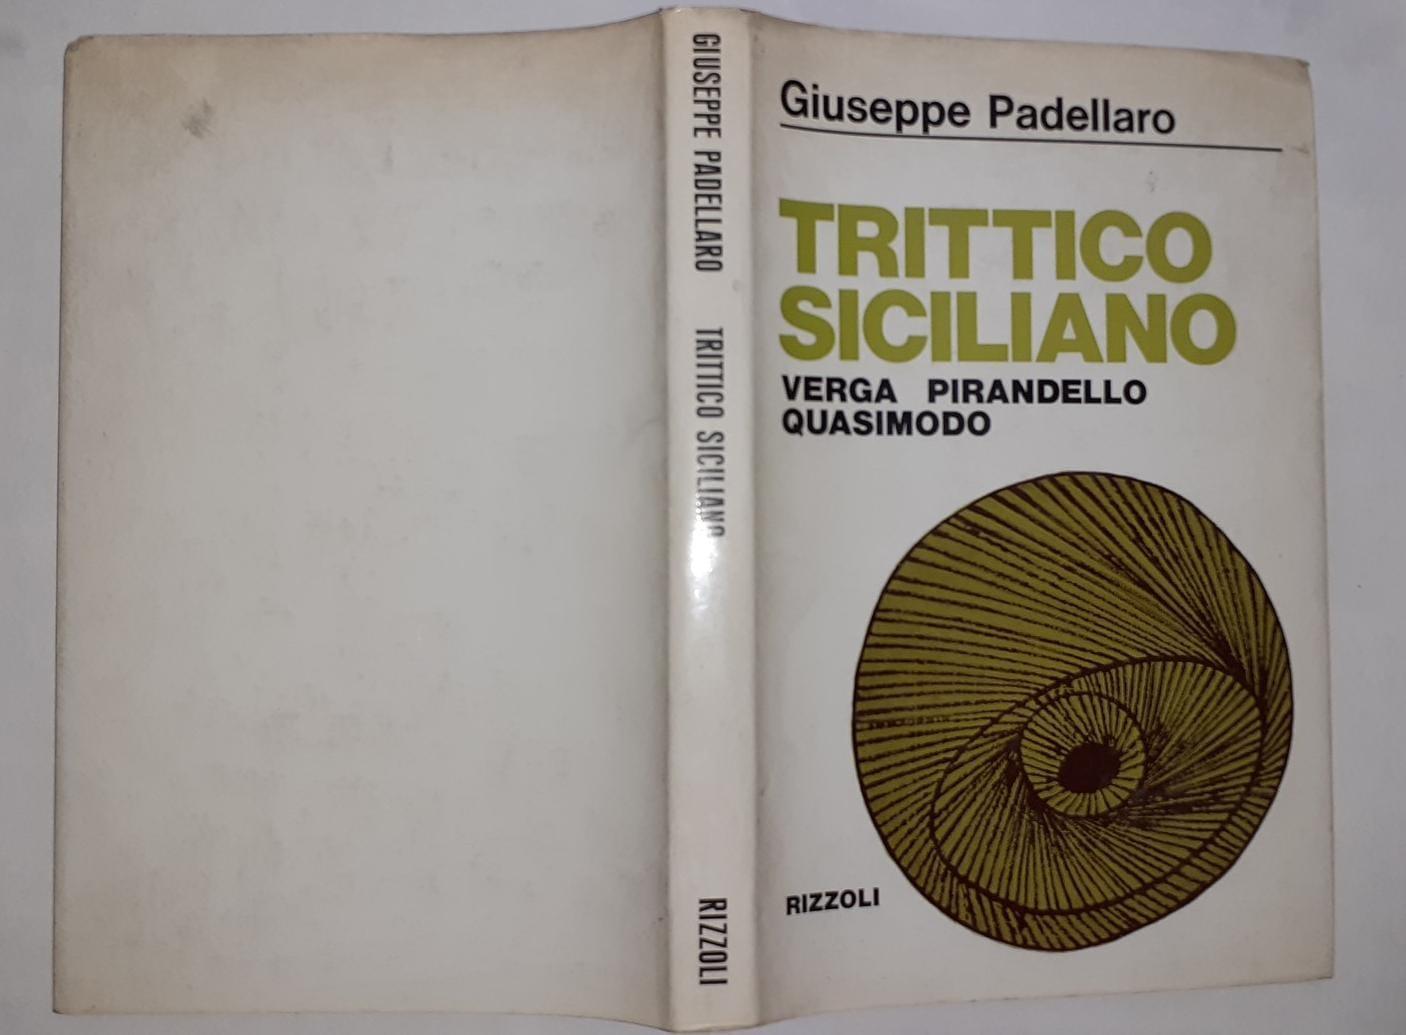 GIUSEPPE PADELLARO TRITTICO SICILIANO RIZZOLI
Giuseppe Padellaro
TRITTICO
SICILIANO
VERGA PIRANDELLO
QUASIMODO
RIZZOLI